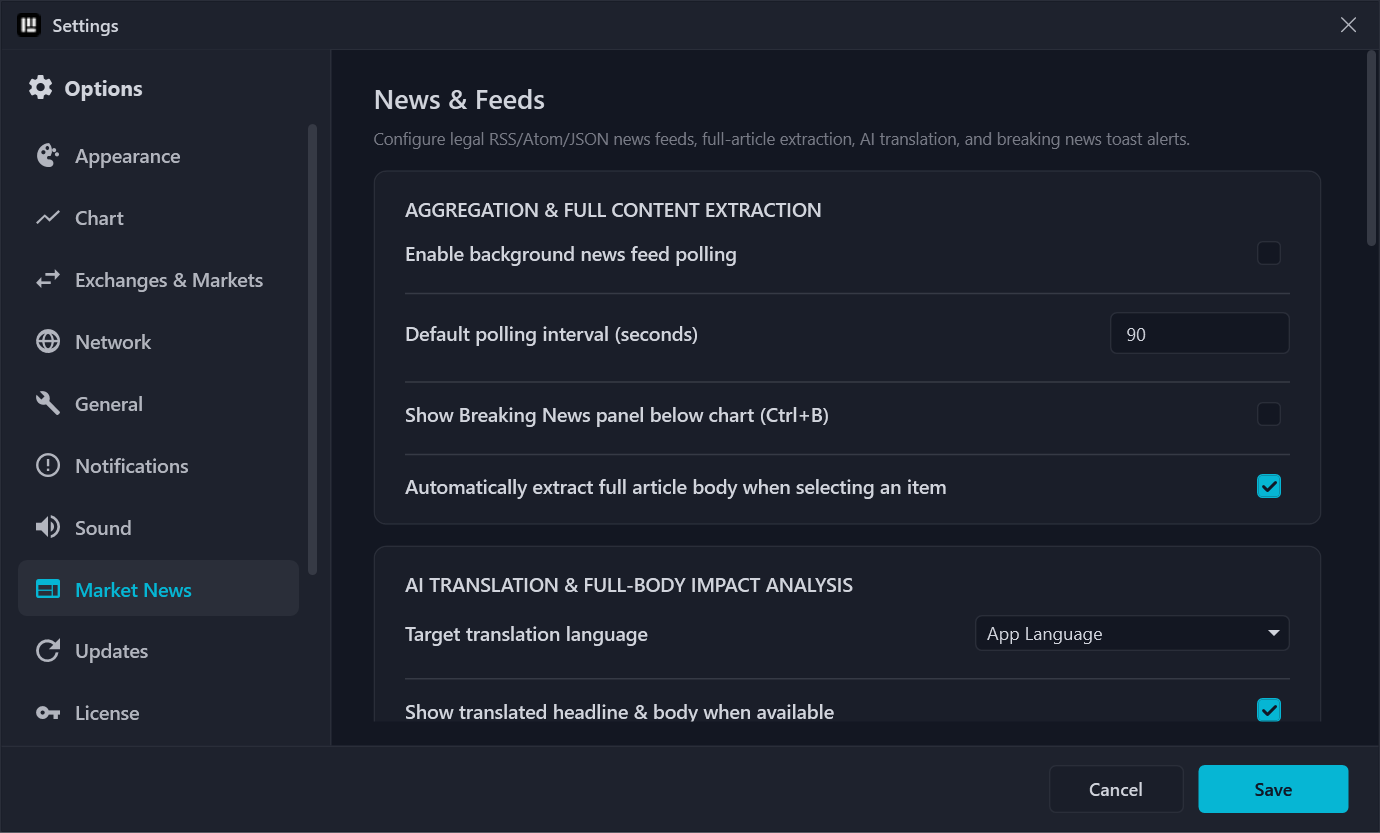 Settings
Options
Appearance
Chart
Exchanges & Markets
Network
General
Notifications
Sound
Market News
Updates
License
News & Feeds
Configure legal RSS/Atom/JSON news feeds, full-article extraction, AI translation, and breaking news toast alerts.
AGGREGATION & FULL CONTENT EXTRACTION
Enable background news feed polling
Default polling interval (seconds)
90
Show Breaking News panel below chart (Ctrl+B)
Automatically extract full article body when selecting an item
AI TRANSLATION & FULL-BODY IMPACT ANALYSIS
Target translation language
App Language
Show translated headline & body when available
Cancel
Save